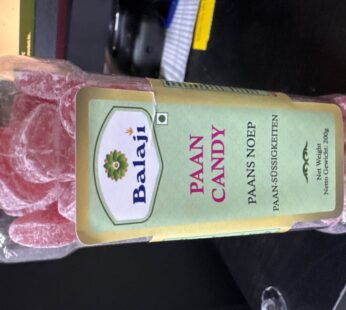 Balaji
PAAN
CANDY
PAANS NOEP
PAAN-SÜSSIGKEITEN
Net Weight
Netto Gewicht: 200g